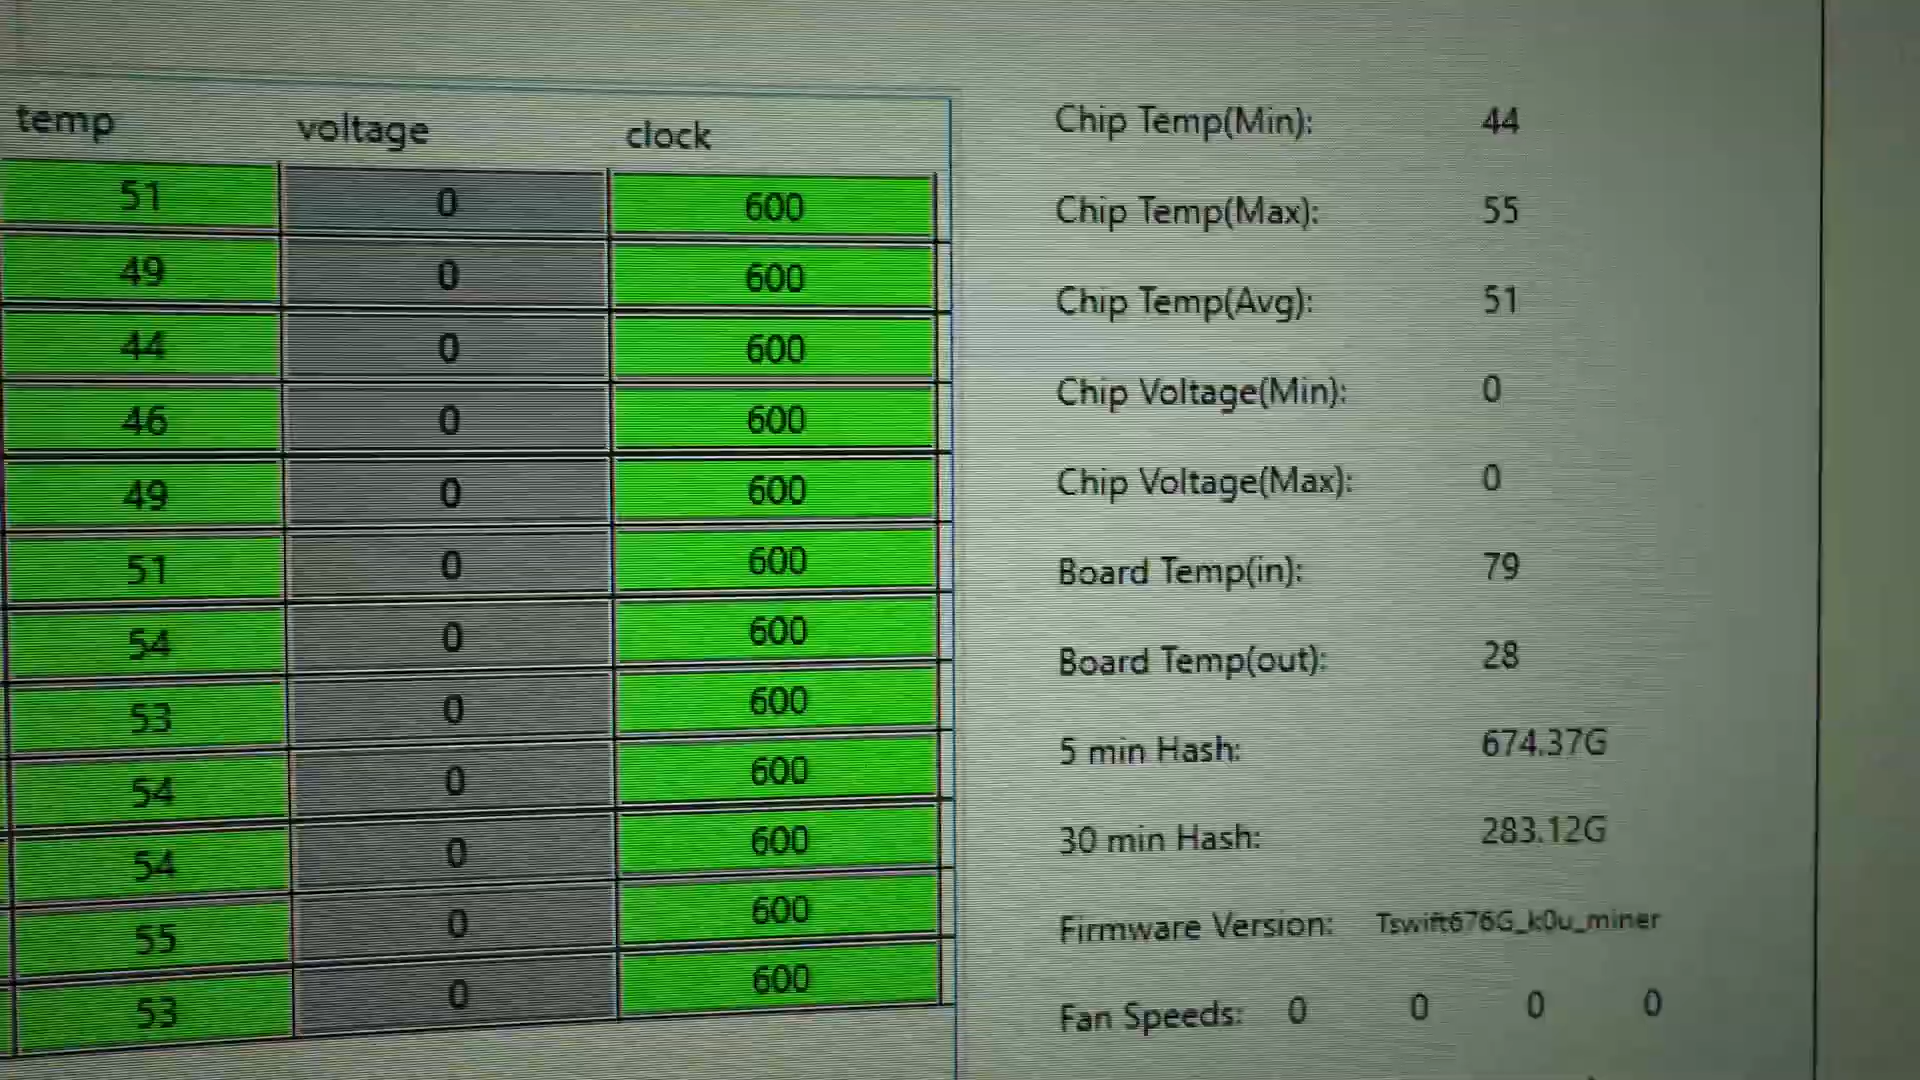 temp voltage clock
51 0 600
49 0 600
44 0 600
46 0 600
49 0 600
51 0 600
54 0 600
53 0 600
54 0 600
54 0 600
55 0 600
53 0 600
Chip Temp(Min): 44
Chip Temp(Max): 55
Chip Temp(Avg): 51
Chip Voltage(Min): 0
Chip Voltage(Max): 0
Board Temp(in): 79
Board Temp(out): 28
5 min Hash: 674.37G
30 min Hash: 283.12G
Firmware Version: Tswift676G_k0u_miner
Fan Speeds: 0 0 0 0